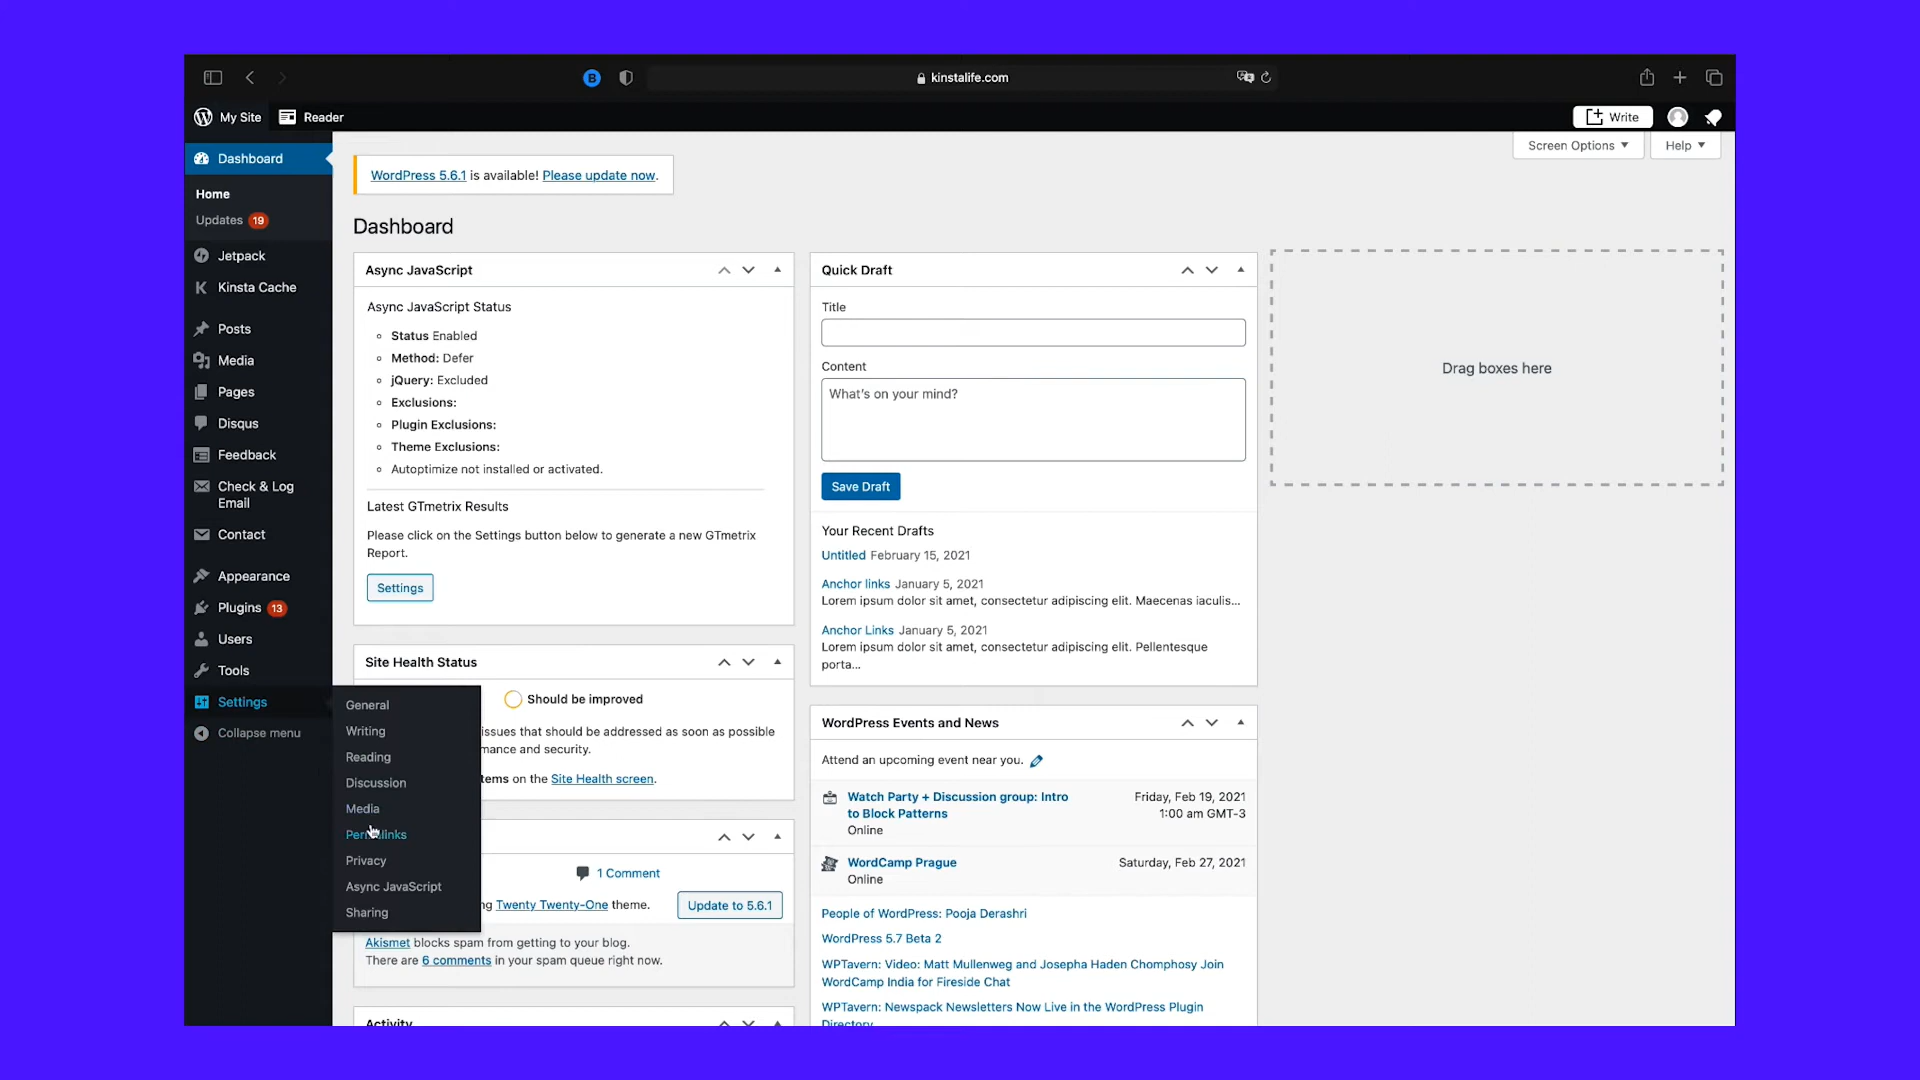 kinstalife.com
My Site
Reader
Write
Dashboard
Home
Updates 19
Jetpack
Kinsta Cache
Posts
Media
Pages
Disqus
Feedback
Check & Log
Email
Contact
Appearance
Plugins 13
Users
Tools
Settings
Collapse menu
General
Writing
Reading
Discussion
Media
Permalinks
Privacy
Async JavaScript
Sharing
Screen Options
Help
WordPress 5.6.1 is available! Please update now.
Dashboard
Async JavaScript
Async JavaScript Status
Status Enabled
Method: Defer
jQuery: Excluded
Exclusions:
Plugin Exclusions:
Theme Exclusions:
Autoptimize not installed or activated.
Latest GTmetrix Results
Please click on the Settings button below to generate a new GTmetrix
Report.
Settings
Site Health Status
Should be improved
issues that should be addressed as soon as possible
mance and security.
tems on the Site Health screen.
1 Comment
ng Twenty Twenty-One theme.
Update to 5.6.1
Akismet blocks spam from getting to your blog.
There are 6 comments in your spam queue right now.
Activity
Quick Draft
Title
Content
What's on your mind?
Save Draft
Your Recent Drafts
Untitled February 15, 2021
Anchor links January 5, 2021
Lorem ipsum dolor sit amet, consectetur adipiscing elit. Maecenas iaculis...
Anchor Links January 5, 2021
Lorem ipsum dolor sit amet, consectetur adipiscing elit. Pellentesque
porta...
WordPress Events and News
Attend an upcoming event near you.
Watch Party + Discussion group: Intro
to Block Patterns
Online
Friday, Feb 19, 2021
1:00 am GMT-3
WordCamp Prague
Online
Saturday, Feb 27, 2021
People of WordPress: Pooja Derashri
WordPress 5.7 Beta 2
WPTavern: Video: Matt Mullenweg and Josepha Haden Chomphosy Join
WordCamp India for Fireside Chat
WPTavern: Newspack Newsletters Now Live in the WordPress Plugin
Directory
Drag boxes here